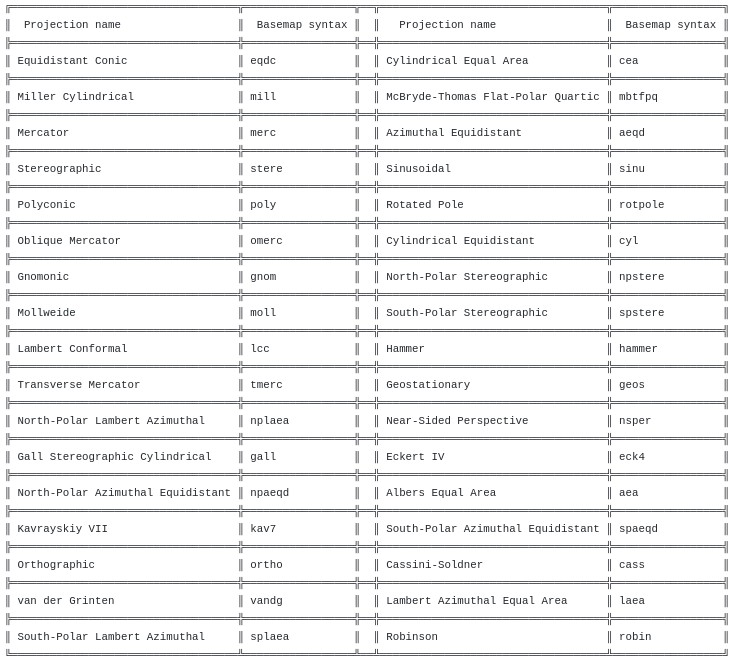 Projection name Basemap syntax Projection name Basemap syntax
Equidistant Conic eqdc Cylindrical Equal Area cea
Miller Cylindrical mill McBryde-Thomas Flat-Polar Quartic mbtfpq
Mercator merc Azimuthal Equidistant aeqd
Stereographic stere Sinusoidal sinu
Polyconic poly Rotated Pole rotpole
Oblique Mercator omerc Cylindrical Equidistant cyl
Gnomonic gnom North-Polar Stereographic npstere
Mollweide moll South-Polar Stereographic spstere
Lambert Conformal lcc Hammer hammer
Transverse Mercator tmerc Geostationary geos
North-Polar Lambert Azimuthal nplaea Near-Sided Perspective nsper
Gall Stereographic Cylindrical gall Eckert IV eck4
North-Polar Azimuthal Equidistant npaeqd Albers Equal Area aea
Kavrayskiy VII kav7 South-Polar Azimuthal Equidistant spaeqd
Orthographic ortho Cassini-Soldner cass
van der Grinten vandg Lambert Azimuthal Equal Area laea
South-Polar Lambert Azimuthal splaea Robinson robin